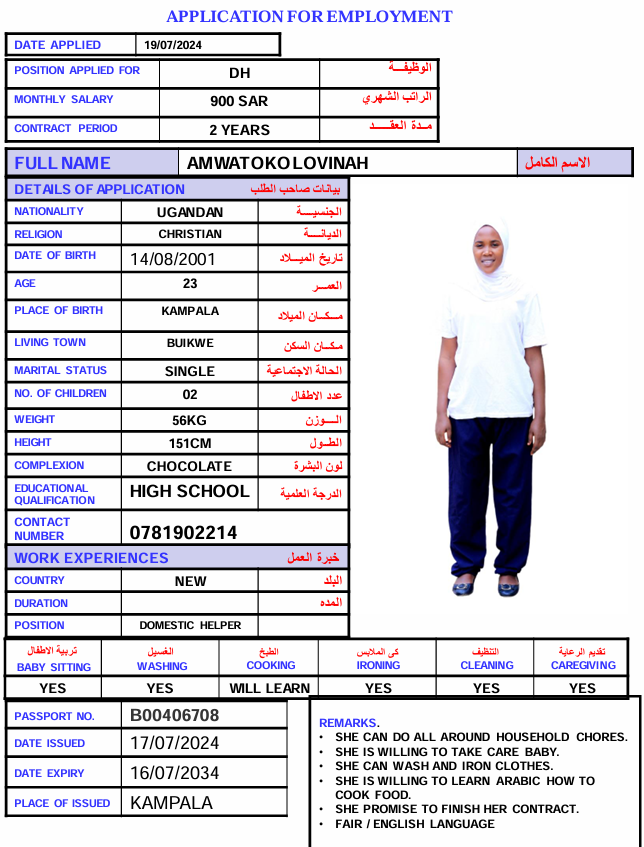 APPLICATION FOR EMPLOYMENT
DATE APPLIED 19/07/2024
POSITION APPLIED FOR DH الوظيفـــة
MONTHLY SALARY 900 SAR الراتب الشهري
CONTRACT PERIOD 2 YEARS مـدة العقـــد
FULL NAME AMWATOKO LOVINAH الاسم الكامل
DETAILS OF APPLICATION بيانات صاحب الطلب
NATIONALITY UGANDAN الجنسيـــة
RELIGION CHRISTIAN الديانـــة
DATE OF BIRTH 14/08/2001 تاريخ الميـــلاد
AGE 23 العمـــر
PLACE OF BIRTH KAMPALA مـــكـان الميلاد
LIVING TOWN BUIKWE مـكـان السكن
MARITAL STATUS SINGLE الحالة الاجتماعية
NO. OF CHILDREN 02 عدد الاطفال
WEIGHT 56KG الـــوزن
HEIGHT 151CM الطـول
COMPLEXION CHOCOLATE لون البشرة
EDUCATIONAL QUALIFICATION HIGH SCHOOL الدرجة العلمية
CONTACT NUMBER 0781902214
WORK EXPERIENCES خبرة العمل
COUNTRY NEW البلد
DURATION المده
POSITION DOMESTIC HELPER
تربية الاطفال الغسيل الطبخ كى الملابس التنظيف تقديم الرعاية
BABY SITTING WASHING COOKING IRONING CLEANING CAREGIVING
YES YES WILL LEARN YES YES YES
PASSPORT NO. B00406708
DATE ISSUED 17/07/2024
DATE EXPIRY 16/07/2034
PLACE OF ISSUED KAMPALA
REMARKS.
• SHE CAN DO ALL AROUND HOUSEHOLD CHORES.
• SHE IS WILLING TO TAKE CARE BABY.
• SHE CAN WASH AND IRON CLOTHES.
• SHE IS WILLING TO LEARN ARABIC HOW TO
COOK FOOD.
• SHE PROMISE TO FINISH HER CONTRACT.
• FAIR / ENGLISH LANGUAGE